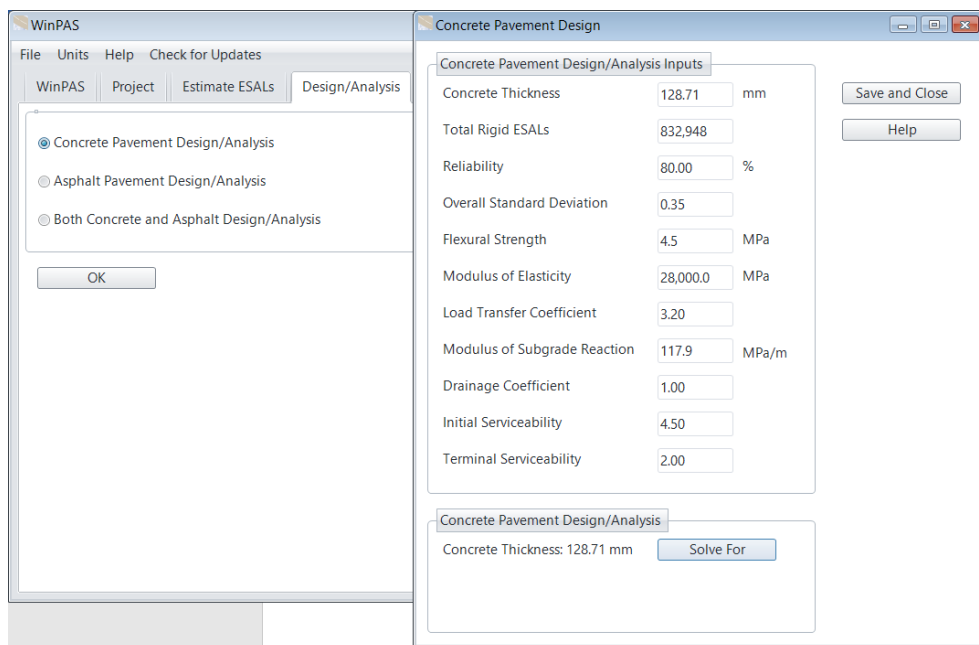 WinPAS
File Units Help Check for Updates
WinPAS Project Estimate ESALs Design/Analysis
Concrete Pavement Design/Analysis
Asphalt Pavement Design/Analysis
Both Concrete and Asphalt Design/Analysis
OK
Concrete Pavement Design
Concrete Pavement Design/Analysis Inputs
Concrete Thickness 128.71 mm
Total Rigid ESALs 832,948
Reliability 80.00 %
Overall Standard Deviation 0.35
Flexural Strength 4.5 MPa
Modulus of Elasticity 28,000.0 MPa
Load Transfer Coefficient 3.20
Modulus of Subgrade Reaction 117.9 MPa/m
Drainage Coefficient 1.00
Initial Serviceability 4.50
Terminal Serviceability 2.00
Save and Close
Help
Concrete Pavement Design/Analysis
Concrete Thickness: 128.71 mm Solve For